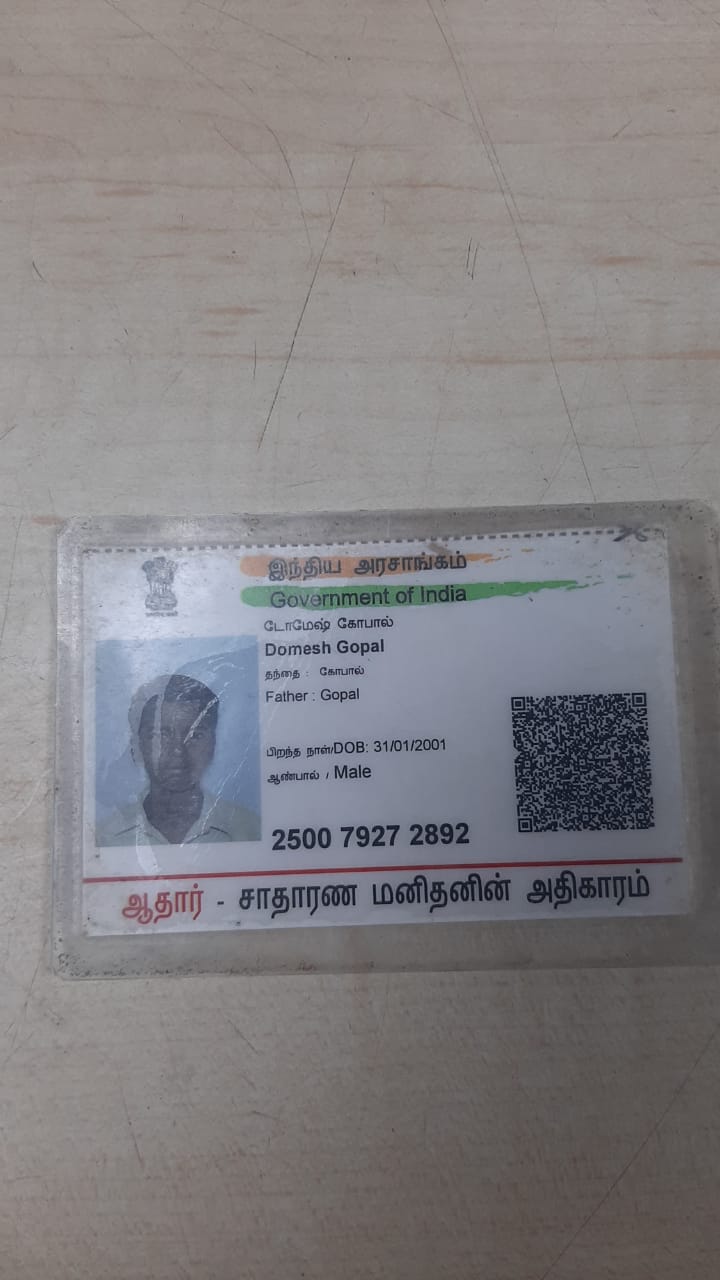 இந்திய அரசாங்கம்
Government of India
டோமேஷ் கோபால்
Domesh Gopal
தந்தை : கோபால்
Father : Gopal
பிறந்த நாள்/DOB: 31/01/2001
ஆண்பால் / Male
2500 7927 2892
ஆதார் - சாதாரண மனிதனின் அதிகாரம்